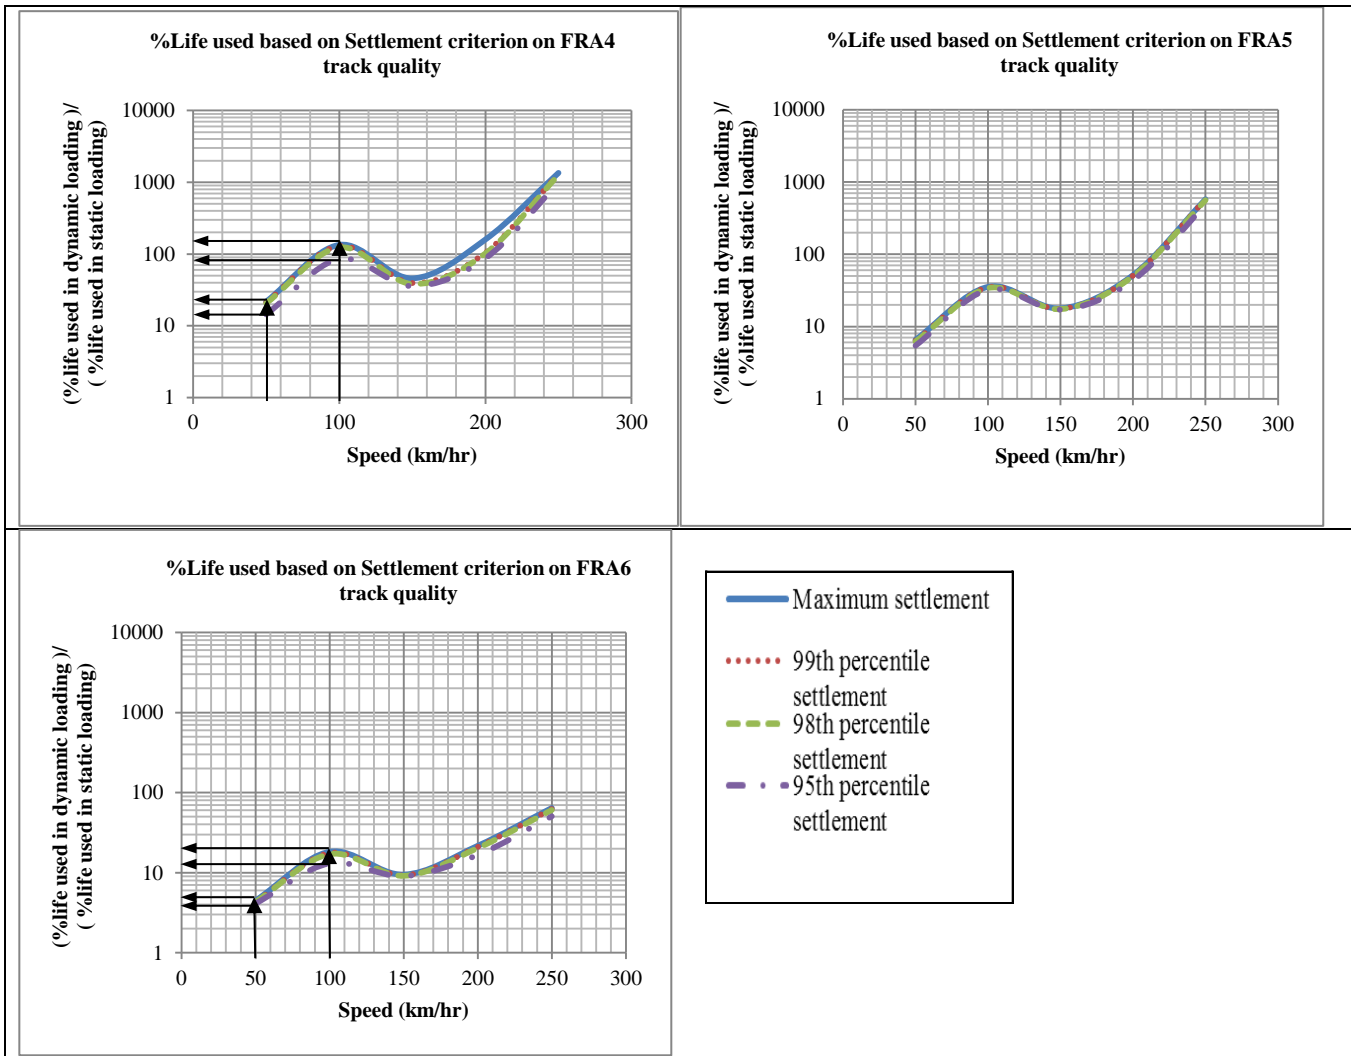 %Life used based on Settlement criterion on FRA4
track quality
(%life used in dynamic loading )/
( %life used in static loading)
10000
1000
100
10
1
0
100
200
300
Speed (km/hr)
%Life used based on Settlement criterion on FRA5
track quality
(%life used in dynamic loading )/
( %life used in static loading)
10000
1000
100
10
1
0
50
100
150
200
250
300
Speed (km/hr)
%Life used based on Settlement criterion on FRA6
track quality
(%life used in dynamic loading )/
( %life used in static loading)
10000
1000
100
10
1
0
50
100
150
200
250
300
Speed (km/hr)
Maximum settlement
99th percentile
settlement
98th percentile
settlement
95th percentile
settlement